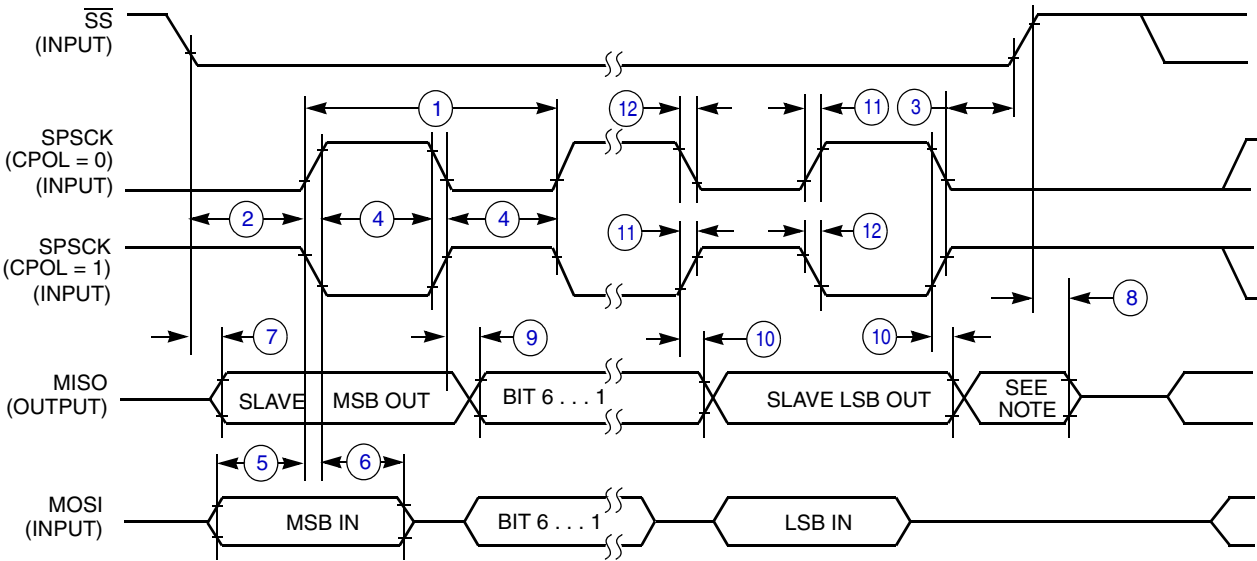 SS
(INPUT)
1
12
11
3
SPSCK
(CPOL = 0)
(INPUT)
2
4
4
SPSCK
(CPOL = 1)
(INPUT)
11
12
8
7
9
10
10
MISO
(OUTPUT)
SLAVE MSB OUT
BIT 6 . . . 1
SLAVE LSB OUT
SEE
NOTE
5
6
MOSI
(INPUT)
MSB IN
BIT 6 . . . 1
LSB IN